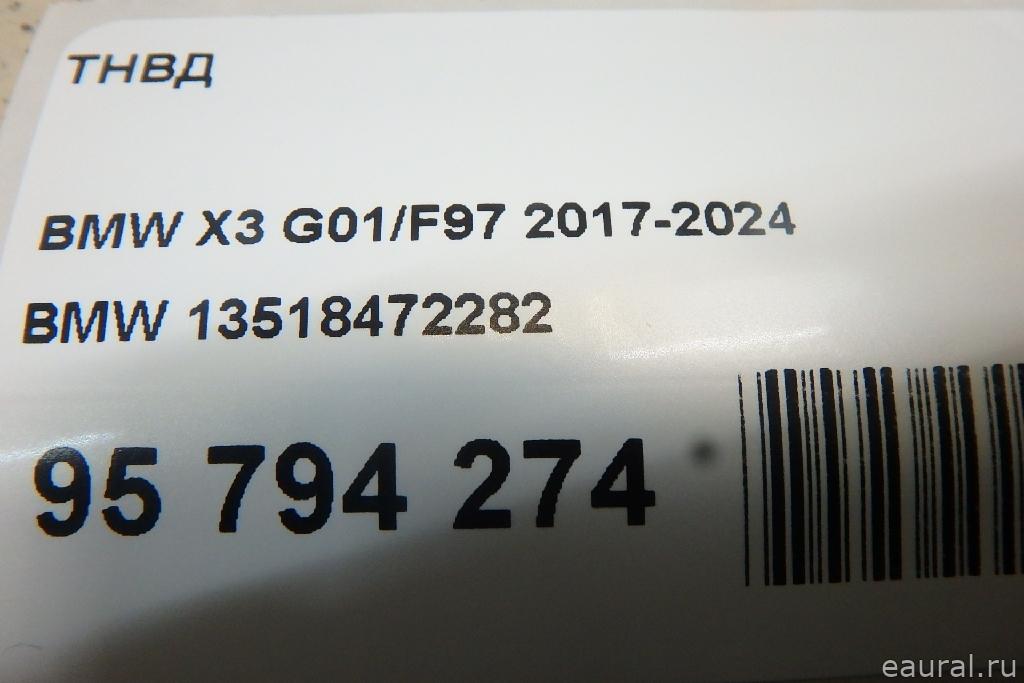 ТНВД
BMW X3 G01/F97 2017-2024
BMW 13518472282
95 794 274
eaural.ru